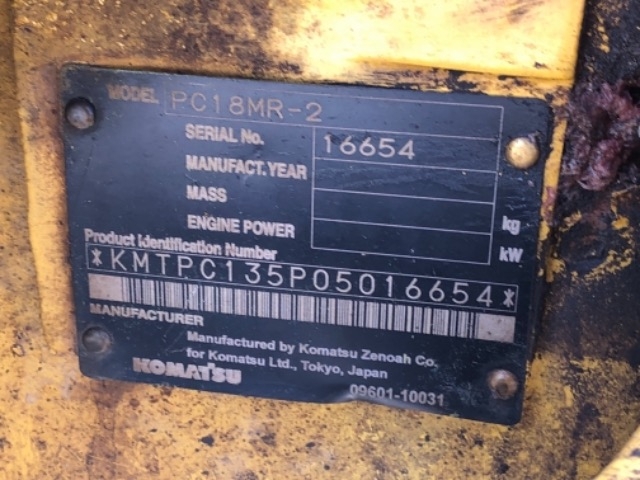 MODEL PC18MR-2
SERIAL No. 16654
MANUFACT.YEAR
MASS kg
ENGINE POWER kW
Product Identification Number
*KMTPC135P05016654*
MANUFACTURER
Manufactured by Komatsu Zenoah Co.
for Komatsu Ltd., Tokyo, Japan
KOMATSU
09601-10031